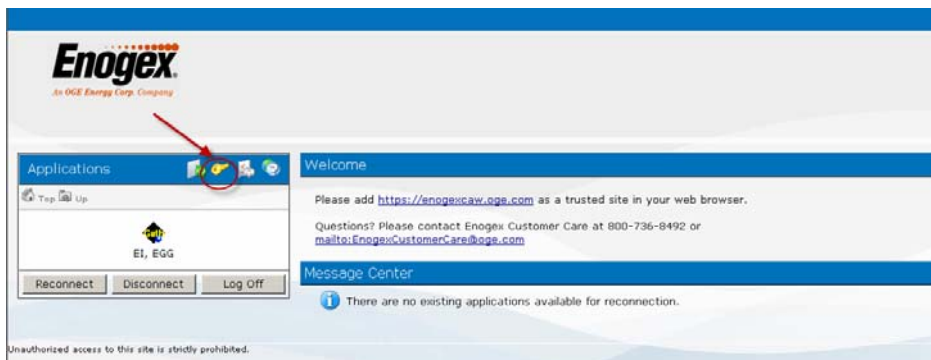 Enogex.
An OGE Energy Corp. Company
Applications
Top Up
EI, EGG
Reconnect Disconnect Log Off
Welcome
Please add https://enogexcaw.oge.com as a trusted site in your web browser.
Questions? Please contact Enogex Customer Care at 800-736-8492 or
mailto:EnogexCustomerCare@oge.com
Message Center
There are no existing applications available for reconnection.
Unauthorized access to this site is strictly prohibited.